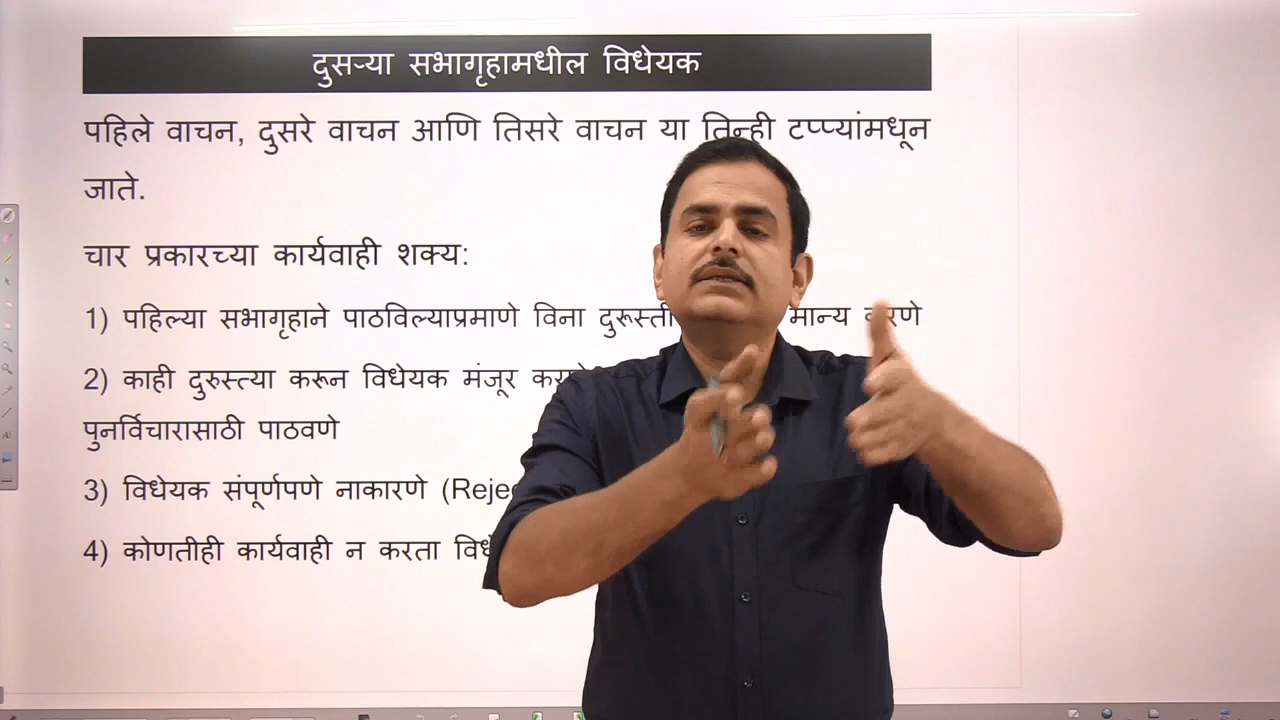 दुसऱ्या सभागृहामधील विधेयक
पहिले वाचन, दुसरे वाचन आणि तिसरे वाचन या तिन्ही टप्प्यांमधून
जाते.
चार प्रकारच्या कार्यवाही शक्य:
1) पहिल्या सभागृहाने पाठविल्याप्रमाणे विना दुरूस्ती मान्य करणे
2) काही दुरुस्त्या करून विधेयक मंजूर
पुनर्विचारासाठी पाठवणे
3) विधेयक संपूर्णपणे नाकारणे
4) कोणतीही कार्यवाही न करता